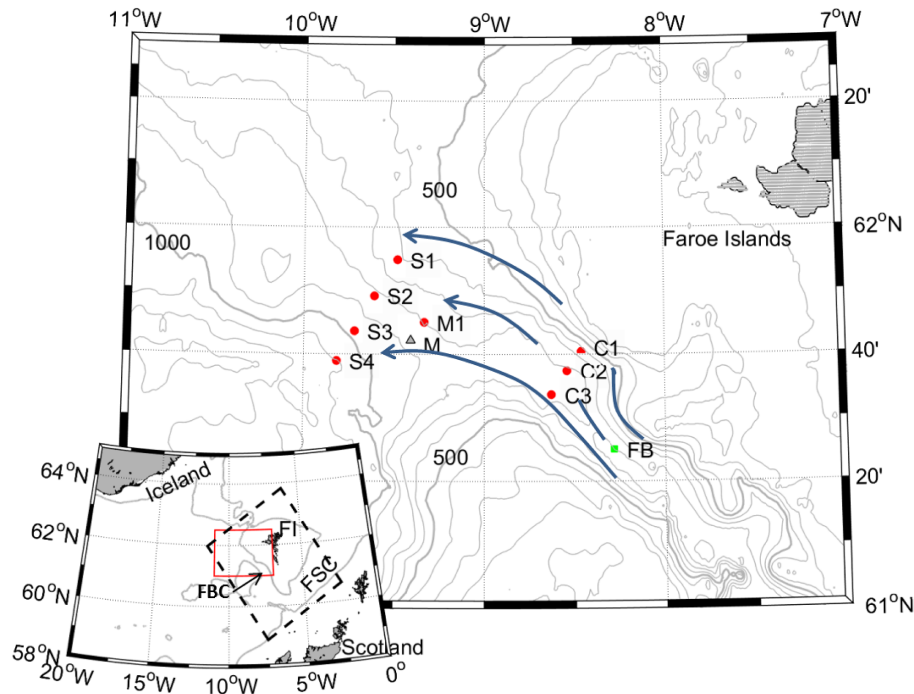 11°W
10°W
9°W
8°W
7°W
20'
500
62°N
Faroe Islands
1000
S1
S2
M1
S3
M
C1
40'
S4
C2
C3
500
FB
20'
64°N
Iceland
62°N
FI
FSC
FBC
60°N
61°N
58°N
Scotland
20°W
15°W
10°W
5°W
0°